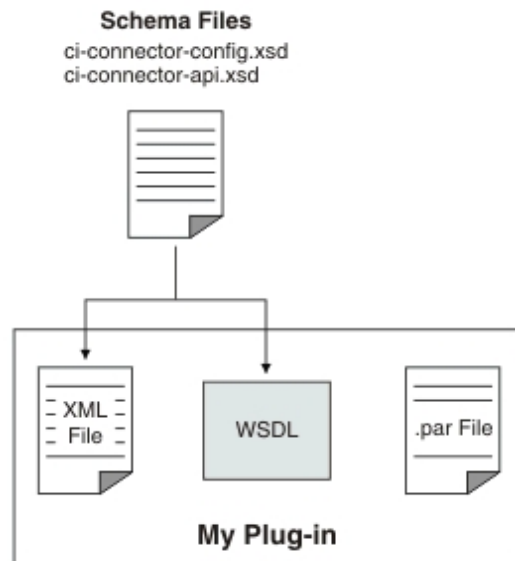 Schema Files
ci-connector-config.xsd
ci-connector-api.xsd
XML
File
WSDL
.par File
My Plug-in